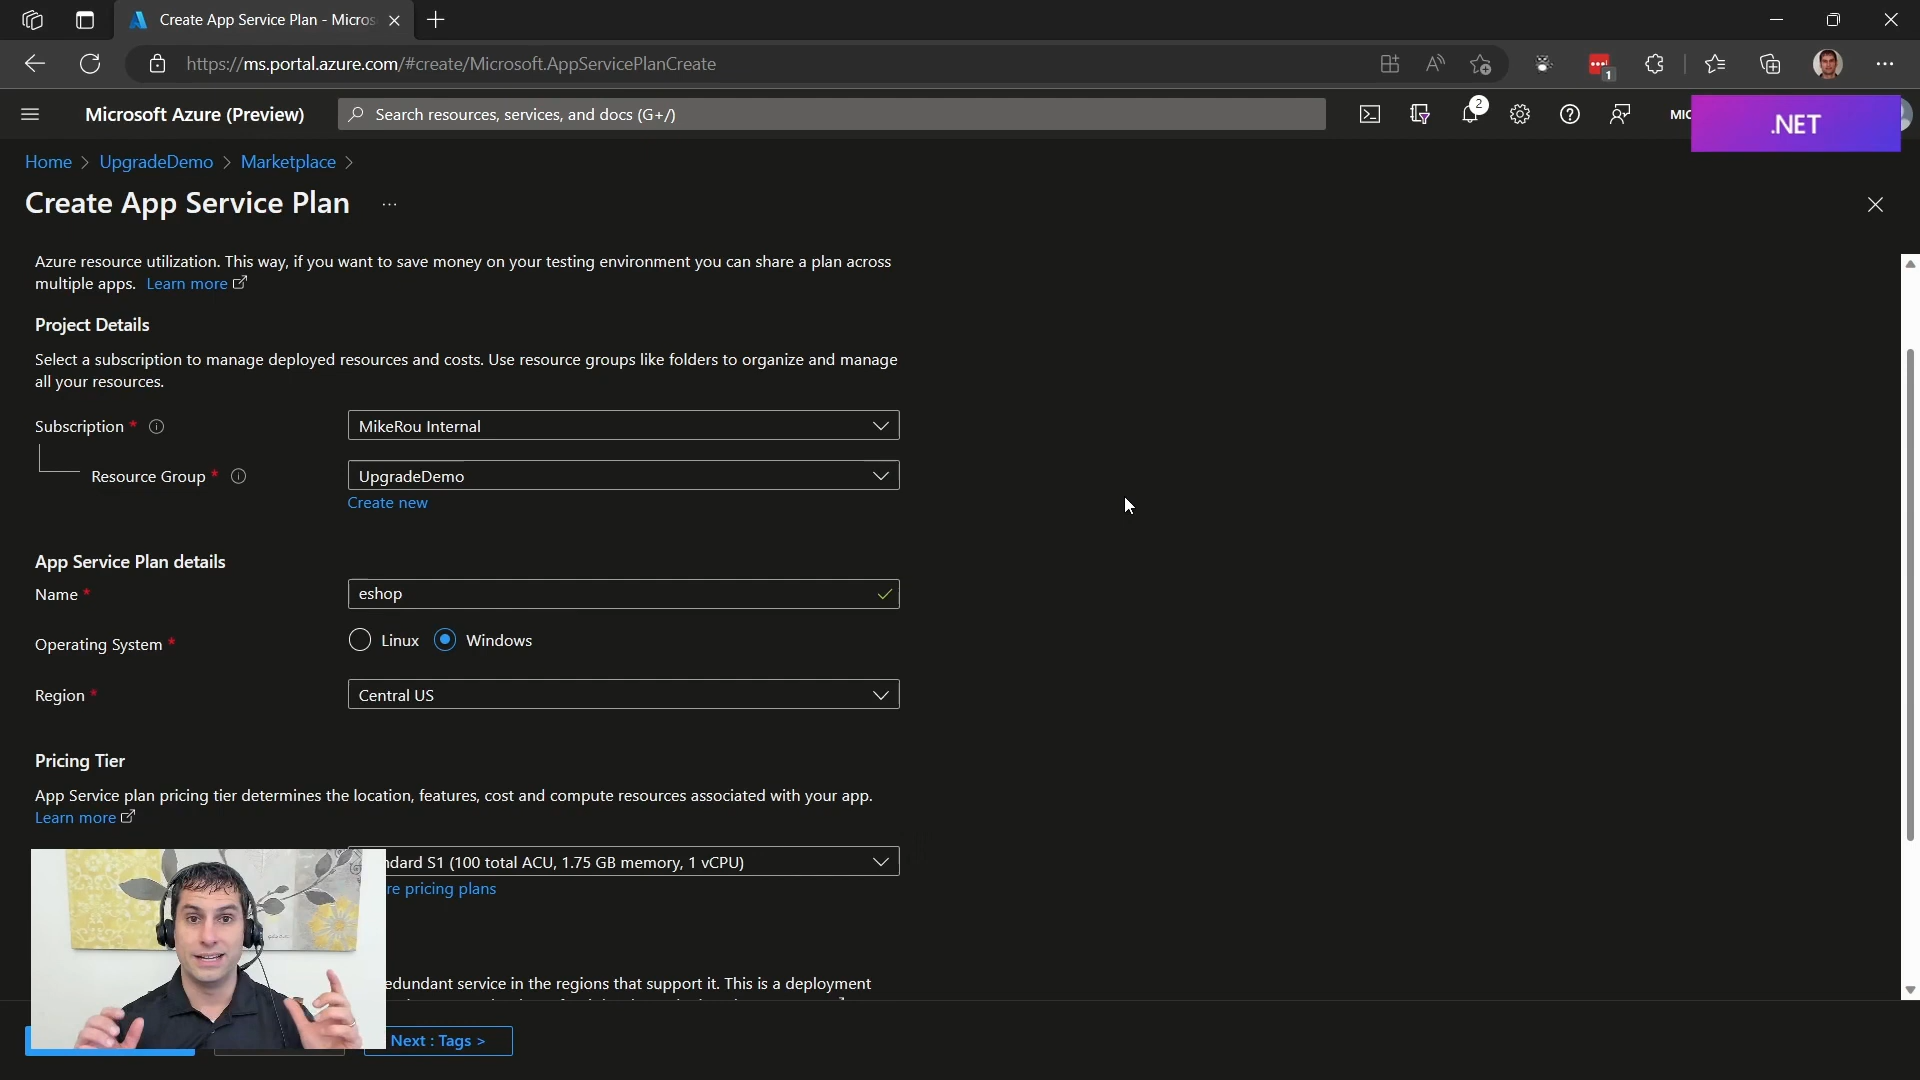 Create App Service Plan - Micros
https://ms.portal.azure.com/#create/Microsoft.AppServicePlanCreate
1
Microsoft Azure (Preview)
Search resources, services, and docs (G+/)
2
MIC
.NET
Home > UpgradeDemo > Marketplace >
Create App Service Plan ...
Azure resource utilization. This way, if you want to save money on your testing environment you can share a plan across
multiple apps. Learn more
Project Details
Select a subscription to manage deployed resources and costs. Use resource groups like folders to organize and manage
all your resources.
Subscription *
MikeRou Internal
Resource Group *
UpgradeDemo
Create new
App Service Plan details
Name *
eshop
Operating System *
Linux
Windows
Region *
Central US
Pricing Tier
App Service plan pricing tier determines the location, features, cost and compute resources associated with your app.
Learn more
ndard S1 (100 total ACU, 1.75 GB memory, 1 vCPU)
re pricing plans
edundant service in the regions that support it. This is a deployment
Next : Tags >